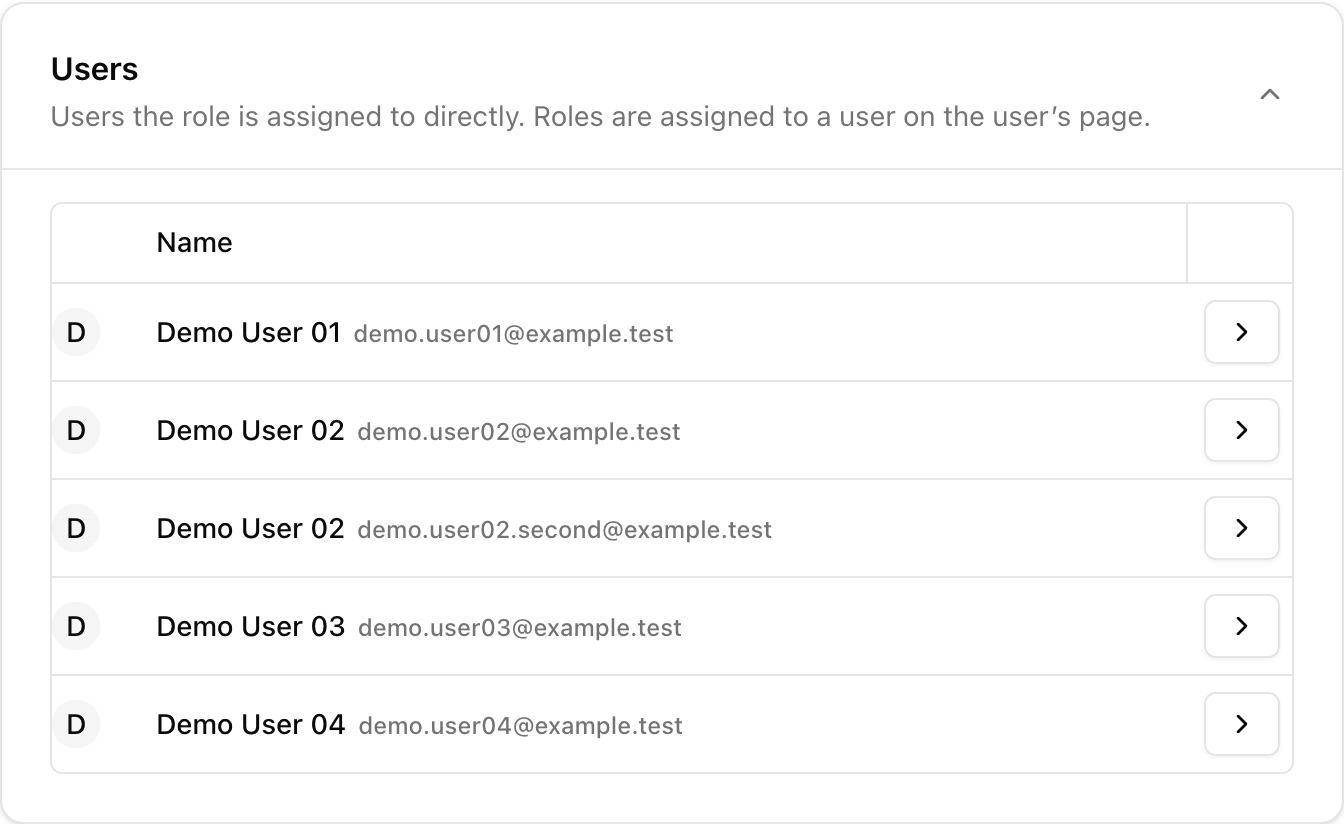 Users
Users the role is assigned to directly. Roles are assigned to a user on the user’s page.
Name
D Demo User 01 demo.user01@example.test
D Demo User 02 demo.user02@example.test
D Demo User 02 demo.user02.second@example.test
D Demo User 03 demo.user03@example.test
D Demo User 04 demo.user04@example.test